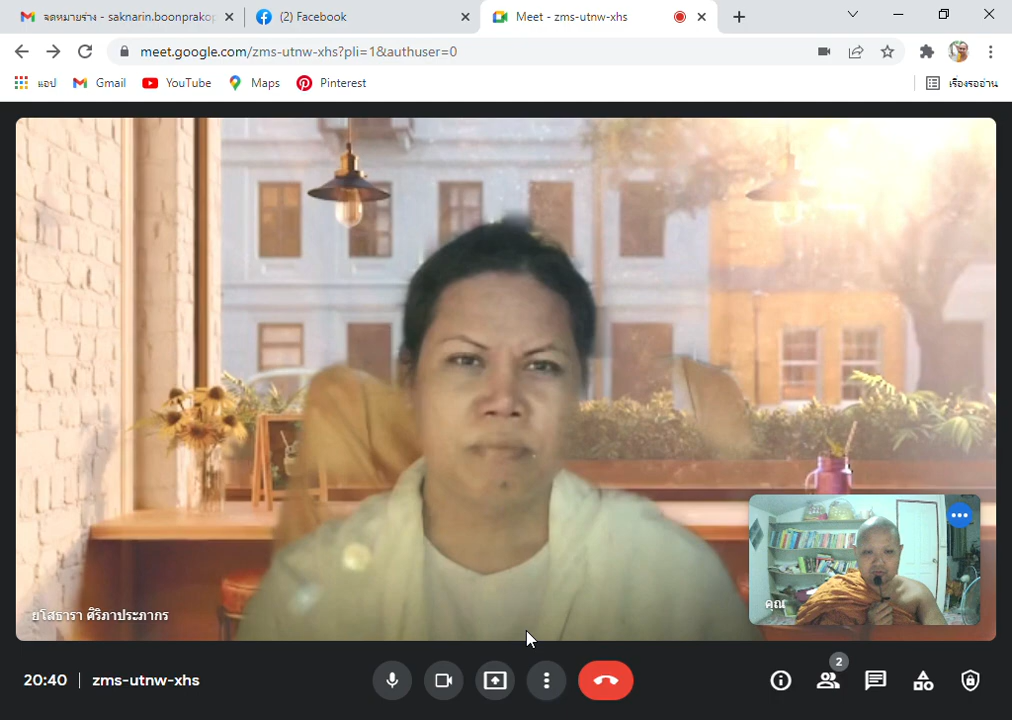 จดหมายร่าง - saknarin.boonprakop
(2) Facebook
Meet - zms-utnw-xhs
meet.google.com/zms-utnw-xhs?pli=1&authuser=0
แอป
Gmail
YouTube
Maps
Pinterest
เรื่องรออ่าน
คุณ
ยโสธารา ศิริภาประภากร
20:40
zms-utnw-xhs
2